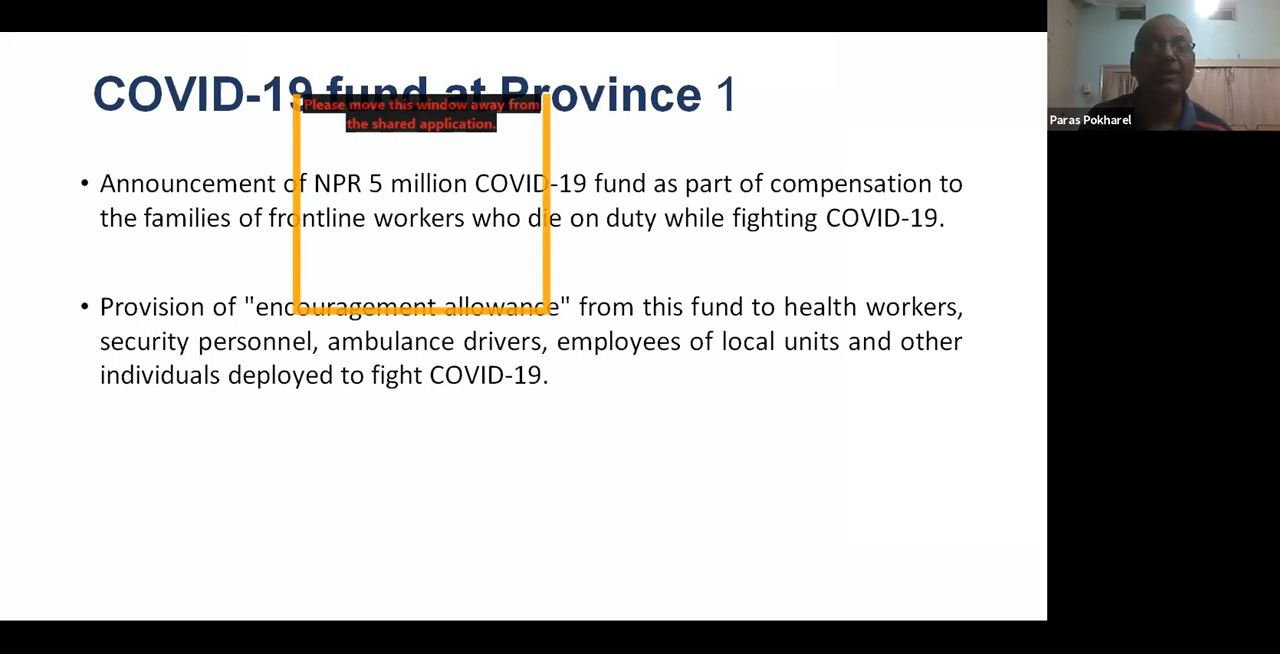 COVID-19 fund at Province 1
Please move this window away from
the shared application.
• Announcement of NPR 5 million COVID-19 fund as part of compensation to
the families of frontline workers who die on duty while fighting COVID-19.
• Provision of "encouragement allowance" from this fund to health workers,
security personnel, ambulance drivers, employees of local units and other
individuals deployed to fight COVID-19.
Paras Pokharel